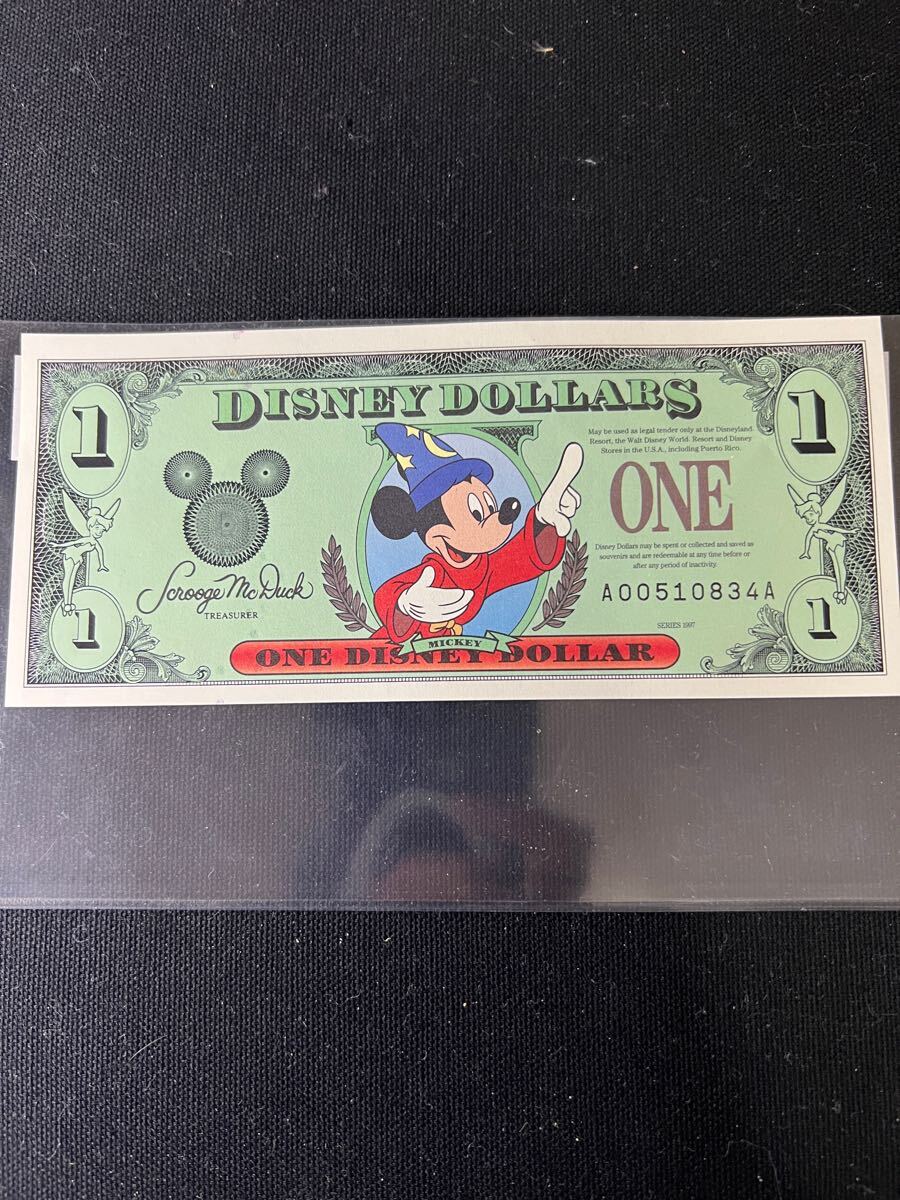 DISNEY DOLLARS
1
1
May be used as legal tender only at the Disneyland
Resort, the Walt Disney World. Resort and Disney
Stores in the U.S.A., including Puerto Rico.
ONE
Disney Dollars may be spent or collected and saved as
souvenirs and are redeemable at any time before or
after any period of inactivity.
Scrooge McDuck
TREASURER
A00510834A
SERIES 1997
1
1
MICKEY
ONE DISNEY DOLLAR